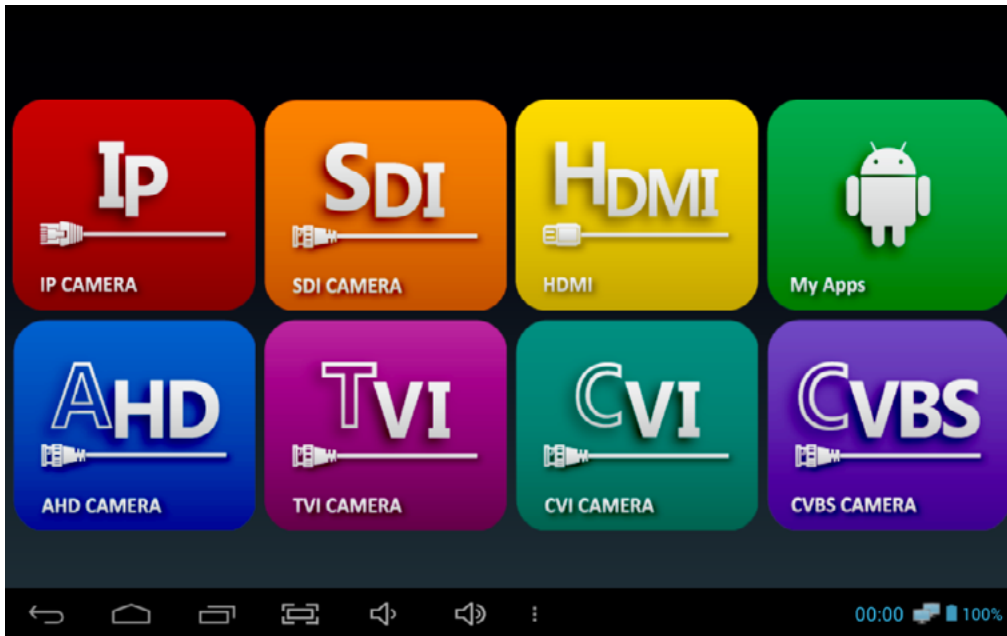 IP
IP CAMERA
SDI
SDI CAMERA
HDMI
HDMI
My Apps
AHD
AHD CAMERA
TVI
TVI CAMERA
CVI
CVI CAMERA
CVBS
CVBS CAMERA
00:00 100%